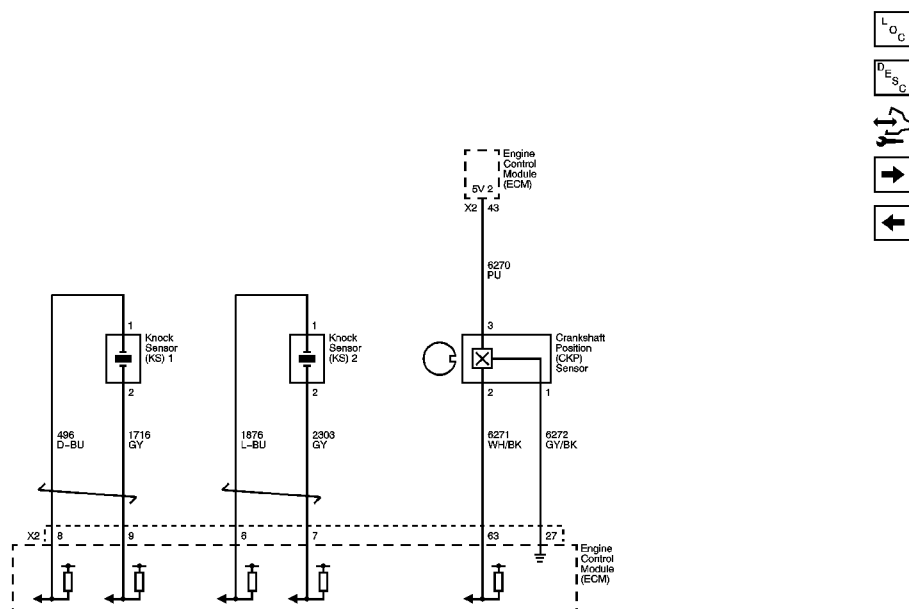 LOC
DESC
Engine
Control
Module
(ECM)
5V 2
X2 43
6270
PU
1
Knock
Sensor
(KS) 1
2
1
Knock
Sensor
(KS) 2
2
3
Crankshaft
Position
(CKP)
Sensor
2 1
496
D-BU
1716
GY
1876
L-BU
2303
GY
6271
WH/BK
6272
GY/BK
X2 8 9 6 7 63 27
Engine
Control
Module
(ECM)